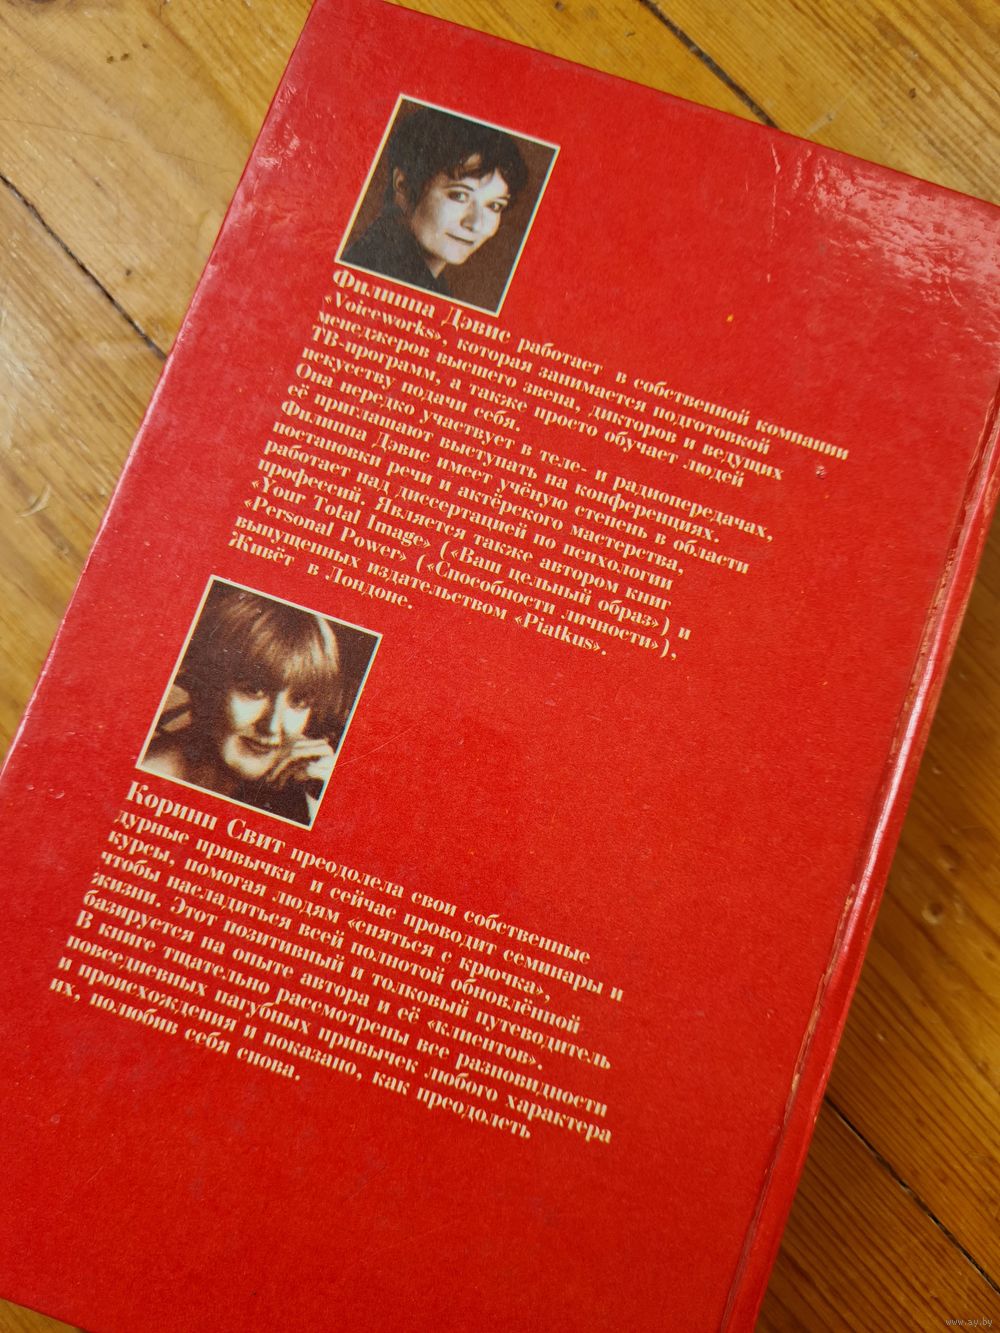 Филиппа Дэвис работает в собственной компании
«Voiceworks», которая занимается подготовкой
менеджеров высшего звена, дикторов и ведущих
ТВ-программ, а также просто обучает людей
искусству подачи себя.
Она нередко участвует в теле- и радиопередачах,
её приглашают выступать на конференциях.
Филиппа Дэвис имеет учёную степень в области
постановки речи и актёрского мастерства,
работает над диссертацией по психологии
профессий. Является также автором книг
«Your Total Image» («Ваш цельный образ») и
«Personal Power» («Способности личности»),
выпущенных издательством «Piatkus».
Живёт в Лондоне.
Коринн Свит преодолела свои собственные
дурные привычки и сейчас проводит семинары и
курсы, помогая людям «сняться с крючка»,
чтобы насладиться всей полнотой обновлённой
жизни. Этот позитивный и толковый путеводитель
базируется на опыте автора и её «клиентов».
В книге тщательно рассмотрены все разновидности
повседневных пагубных привычек любого характера
и происхождения и показано, как преодолеть
их, полюбив себя снова.
www.ay.by